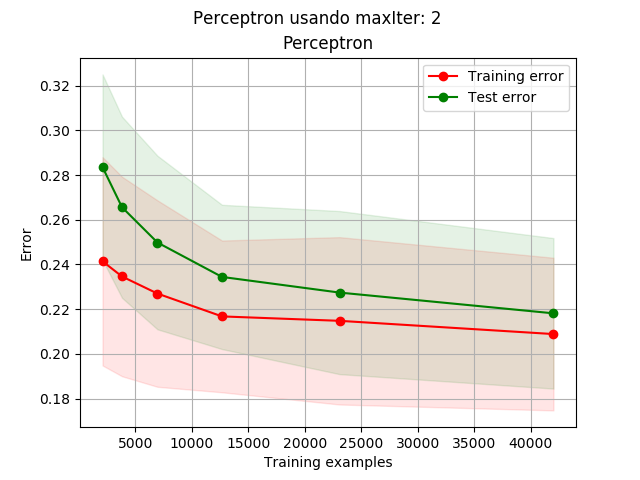 Perceptron usando maxIter: 2
Perceptron
Training error
Test error
0.32
0.30
0.28
0.26
0.24
0.22
0.20
0.18
Error
5000 10000 15000 20000 25000 30000 35000 40000
Training examples